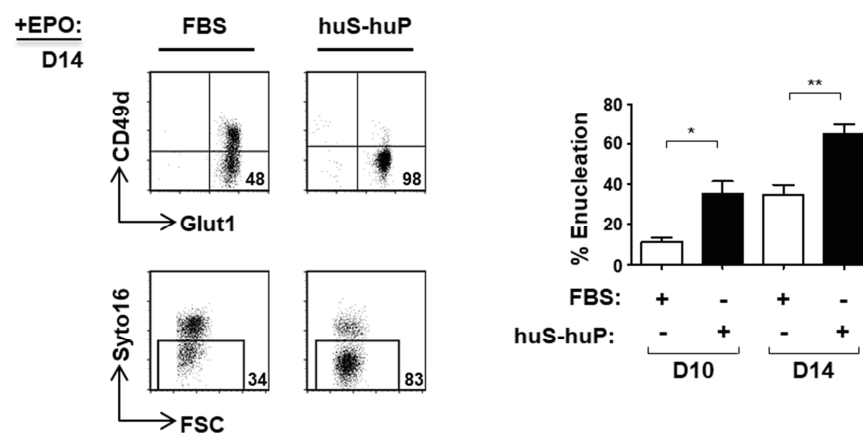 +EPO: FBS huS-huP
D14
CD49d
48 98
Glut1
Syto16
34 83
FSC
% Enucleation
80
60
40
20
0
* **
FBS: + - + -
huS-huP: - + - +
D10 D14